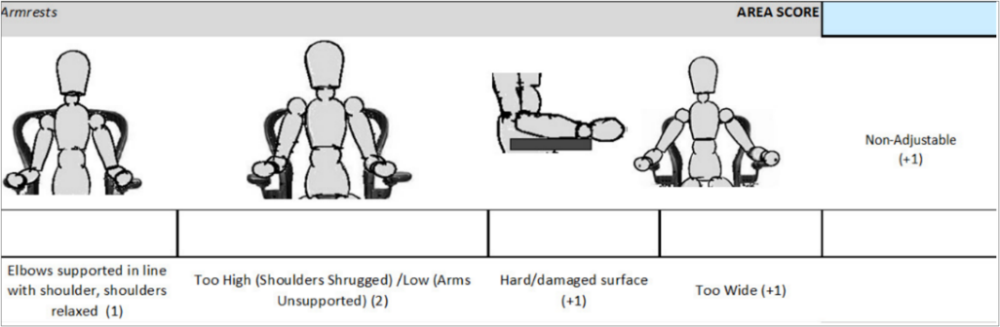 Armrests AREA SCORE
Non-Adjustable
(+1)
Elbows supported in line
with shoulder, shoulders
relaxed (1)
Too High (Shoulders Shrugged) /Low (Arms
Unsupported) (2)
Hard/damaged surface
(+1)
Too Wide (+1)